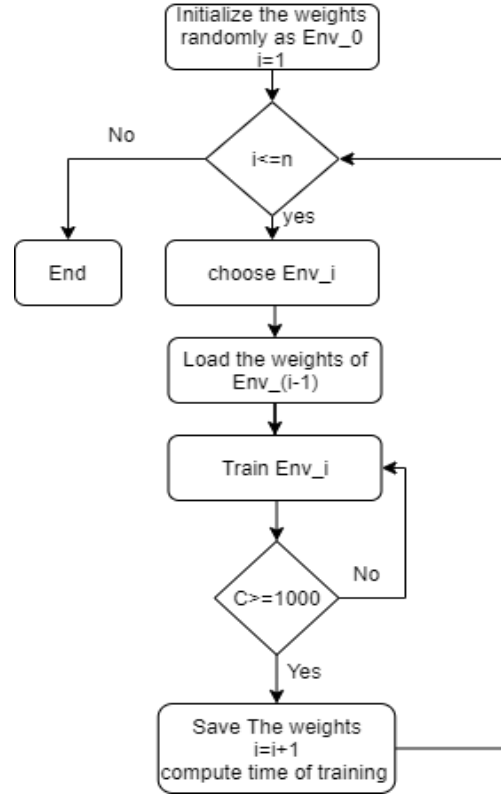 Initialize the weights
randomly as Env_0
i=1
No
i<=n
yes
End
choose Env_i
Load the weights of
Env_(i-1)
Train Env_i
No
C>=1000
Yes
Save The weights
i=i+1
compute time of training